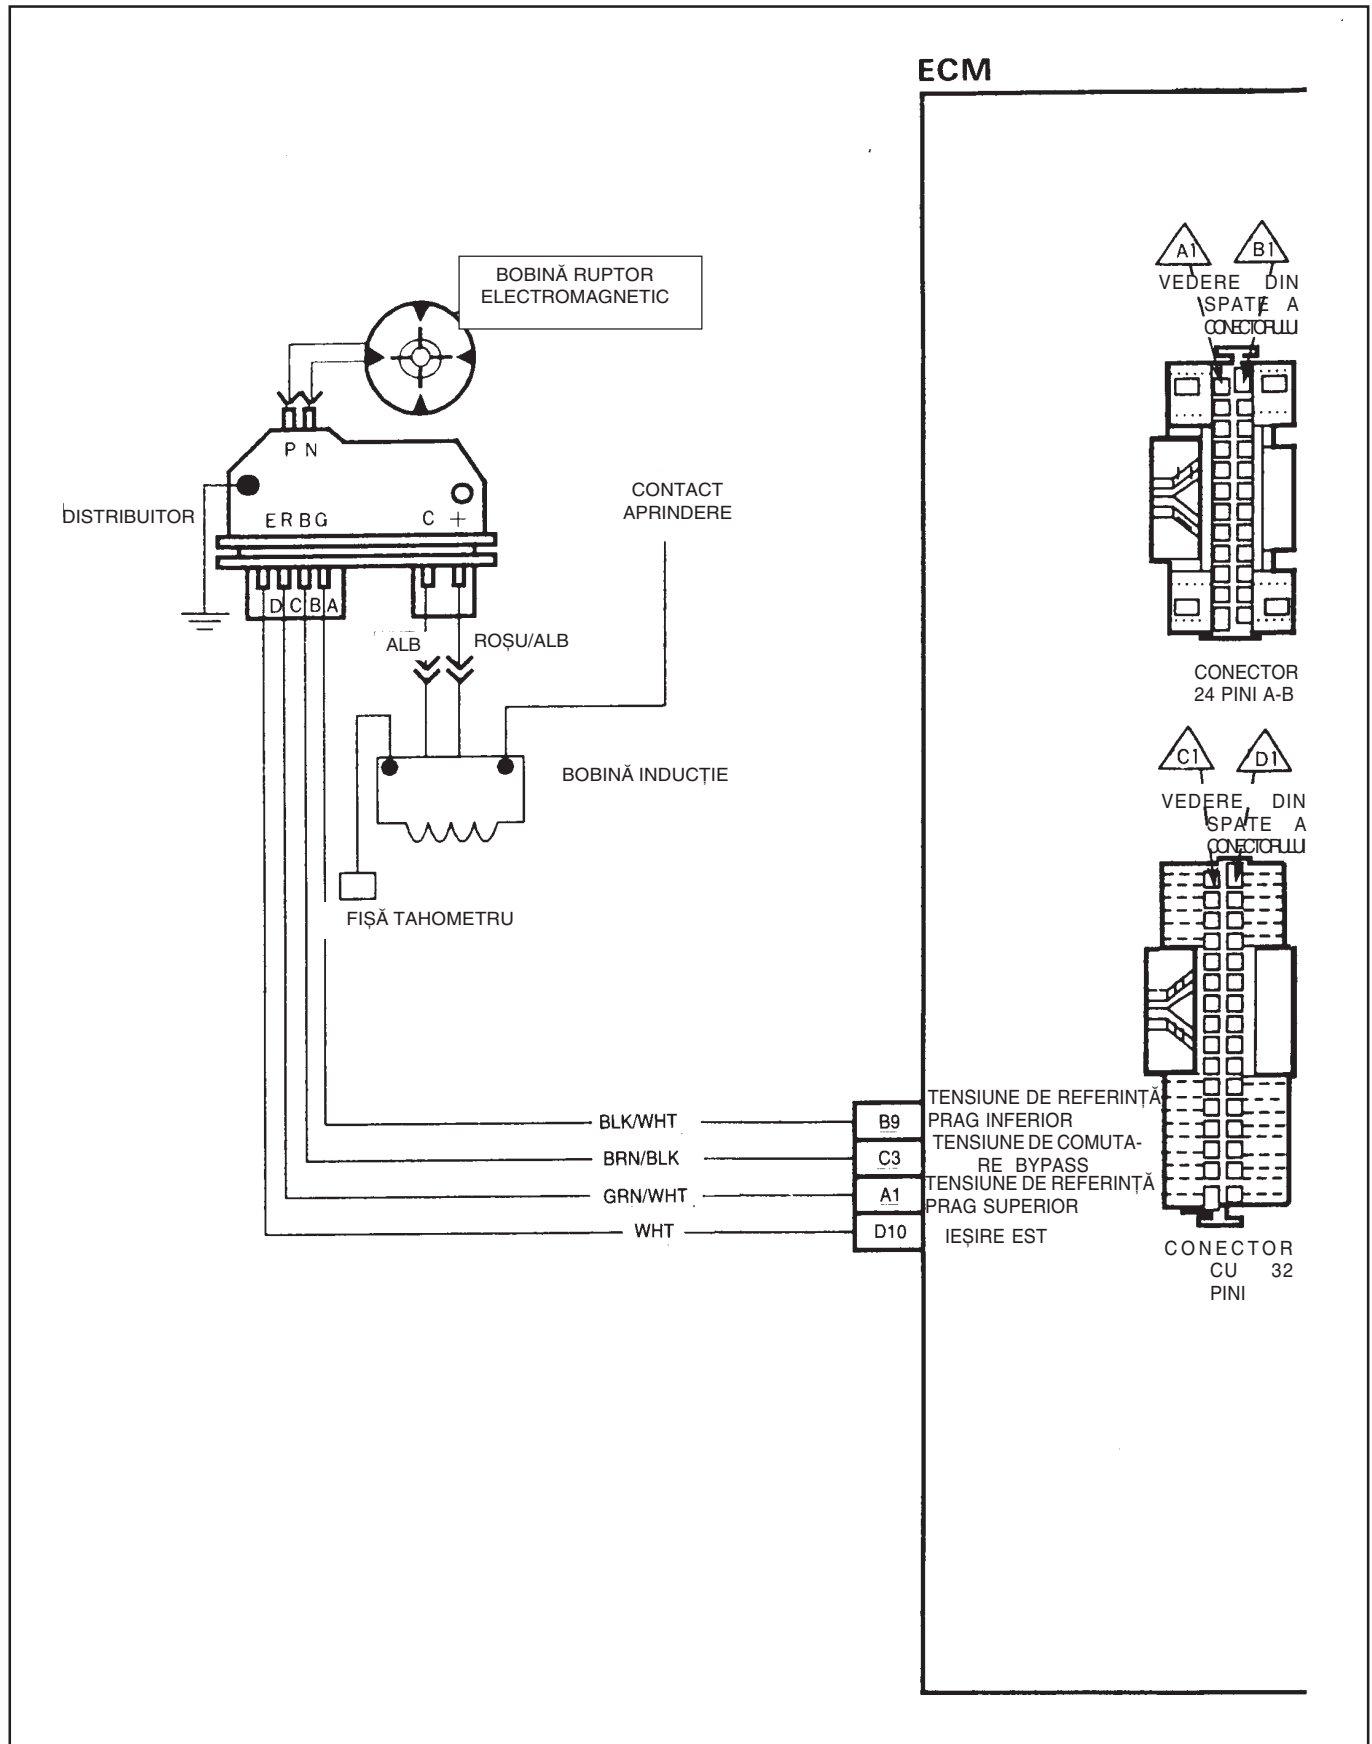 ECM
A1
B1
VEDERE DIN
SPATE A
CONECTORULUI
BOBINĂ RUPTOR
ELECTROMAGNETIC
P N
CONTACT
APRINDERE
DISTRIBUITOR
E R B G
C +
D C B A
ALB
ROȘU/ALB
CONECTOR
24 PINI A-B
C1
D1
BOBINĂ INDUCȚIE
VEDERE DIN
SPATE A
CONECTORULUI
FIȘĂ TAHOMETRU
BLK/WHT
B9
TENSIUNE DE REFERINȚĂ
PRAG INFERIOR
BRN/BLK
C3
TENSIUNE DE COMUTA-
RE BYPASS
GRN/WHT
A1
TENSIUNE DE REFERINȚĂ
PRAG SUPERIOR
WHT
D10
IEȘIRE EST
CONECTOR
CU 32
PINI